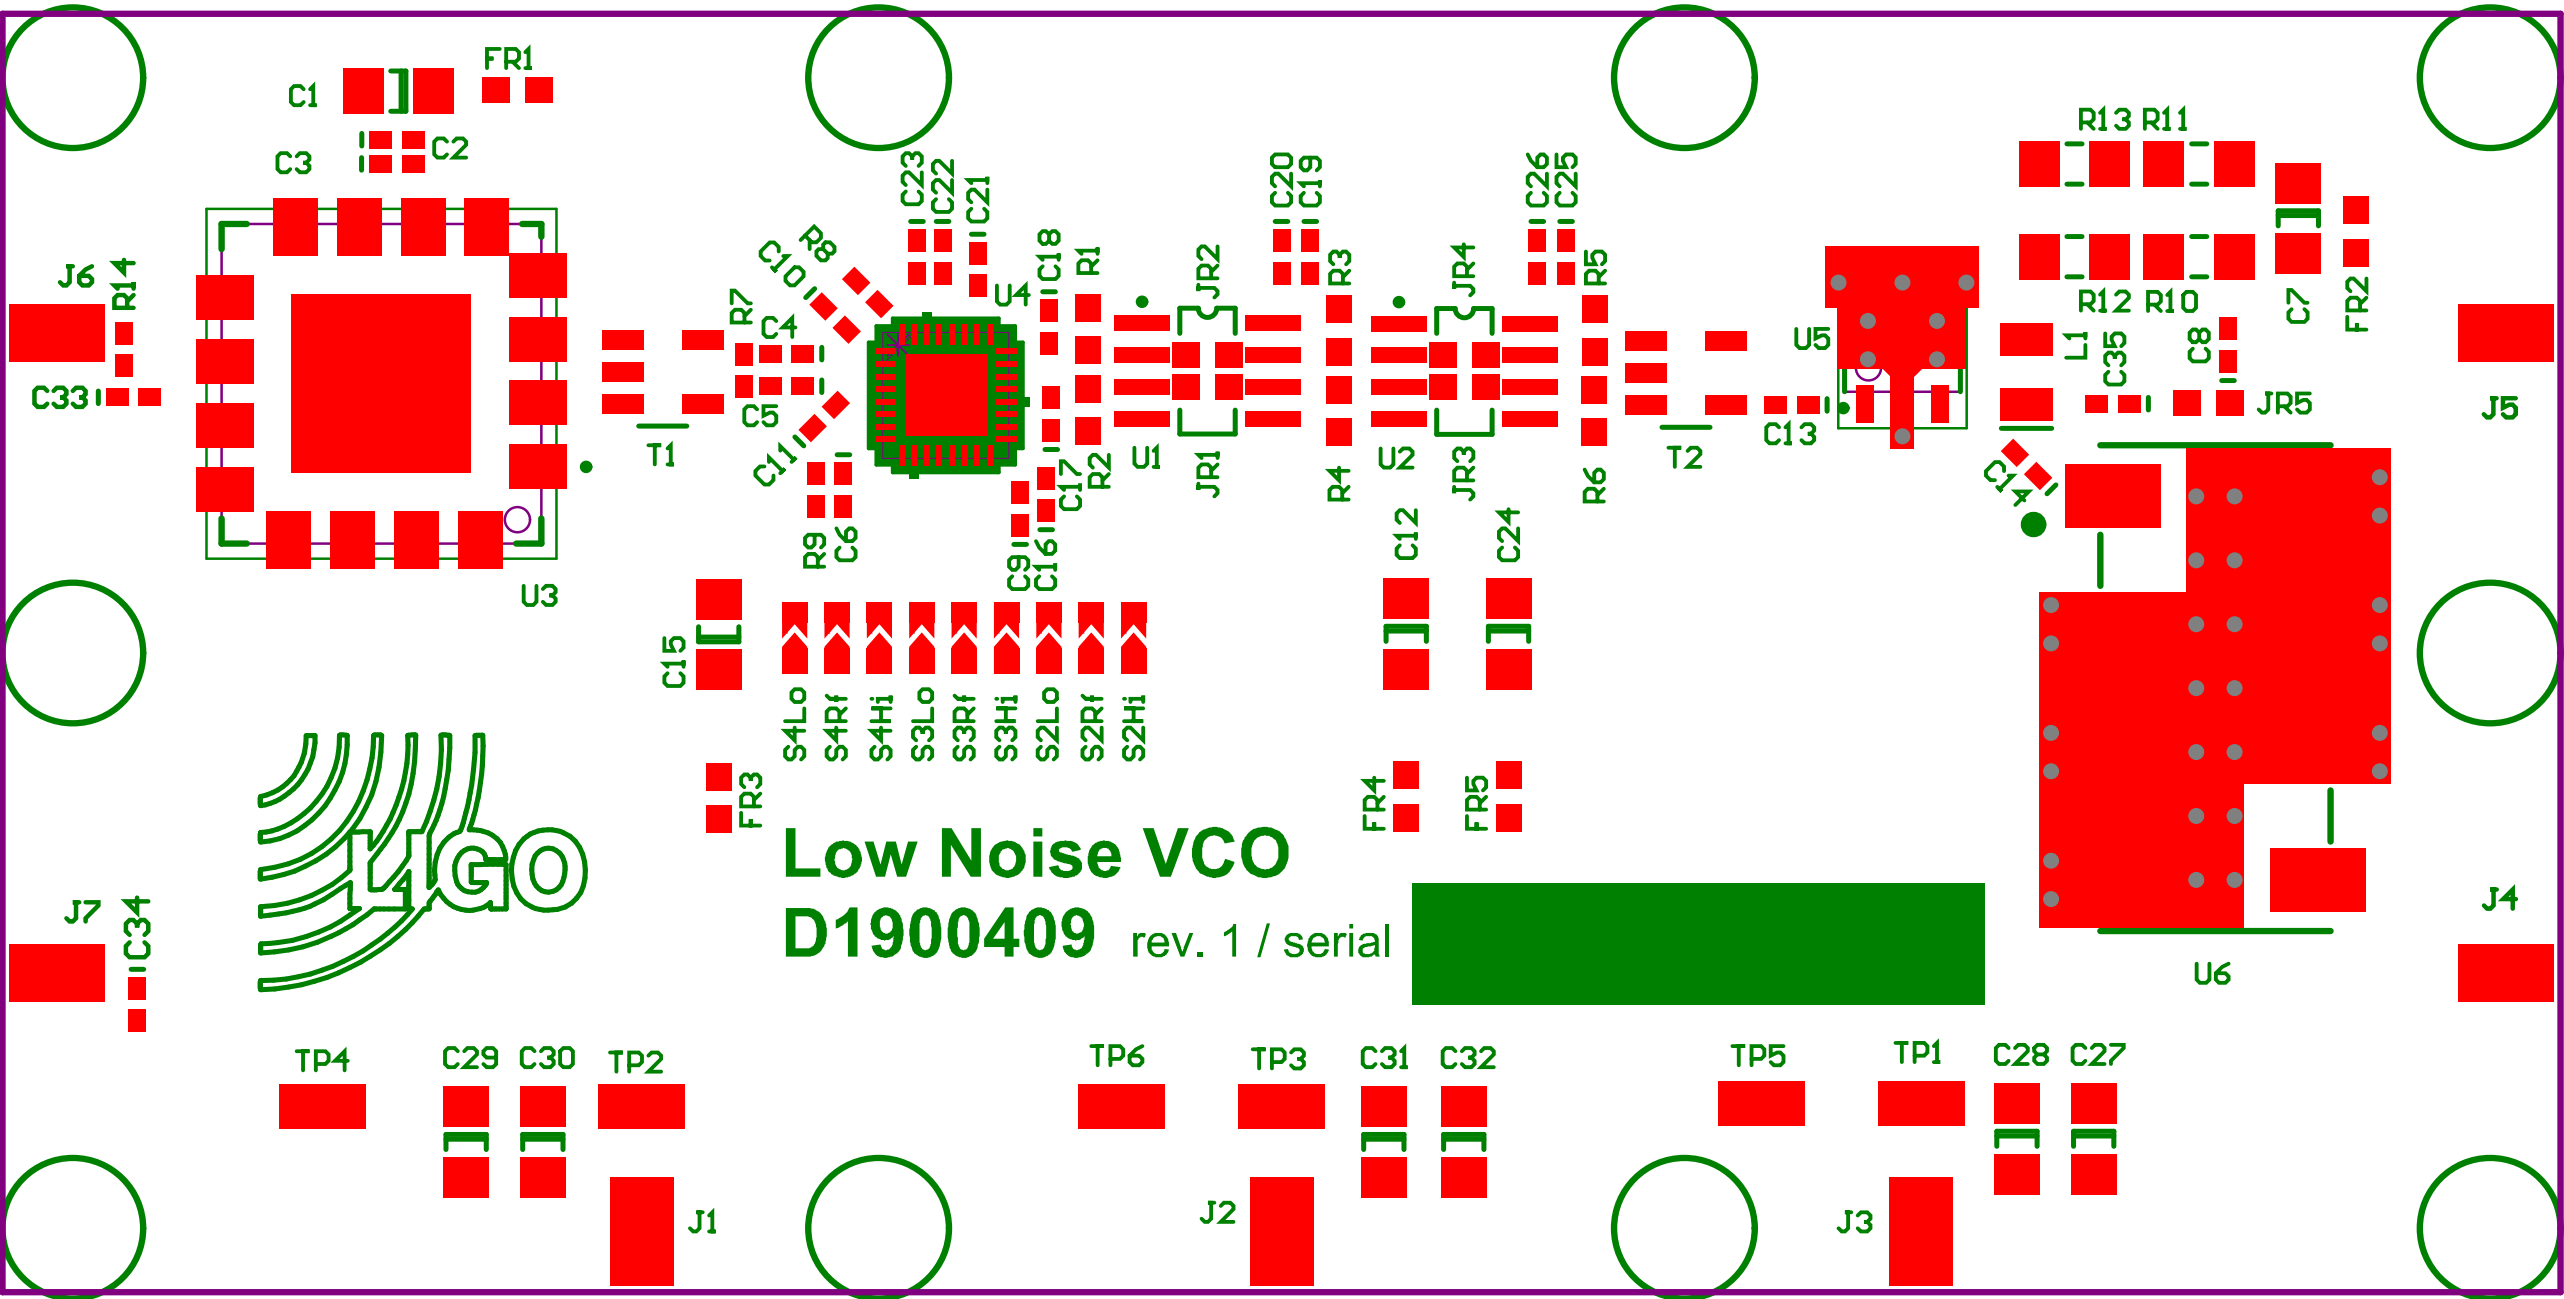 FR1
C1
C2
C3
R13 R11
C23
C22
C21
C20
C19
C26
C25
R8
C10
C18
R1
JR2
R3
JR4
R5
J6
R14
R7
C4
U4
U5
R12 R10
C7
FR2
L1
C35
C8
C33
C5
C11
T1
C17
R2
U1
JR1
R4
U2
JR3
R6
T2
C13
JR5
J5
C14
R9
C6
C9
C16
C12
C24
U3
C15
S4Lo
S4Rf
S4Hi
S3Lo
S3Rf
S3Hi
S2Lo
S2Rf
S2Hi
FR3
FR4
FR5
LIGO
Low Noise VCO
D1900409 rev. 1 / serial
J7
C34
J4
U6
TP4
C29
C30
TP2
TP6
TP3
C31
C32
TP5
TP1
C28
C27
J1
J2
J3